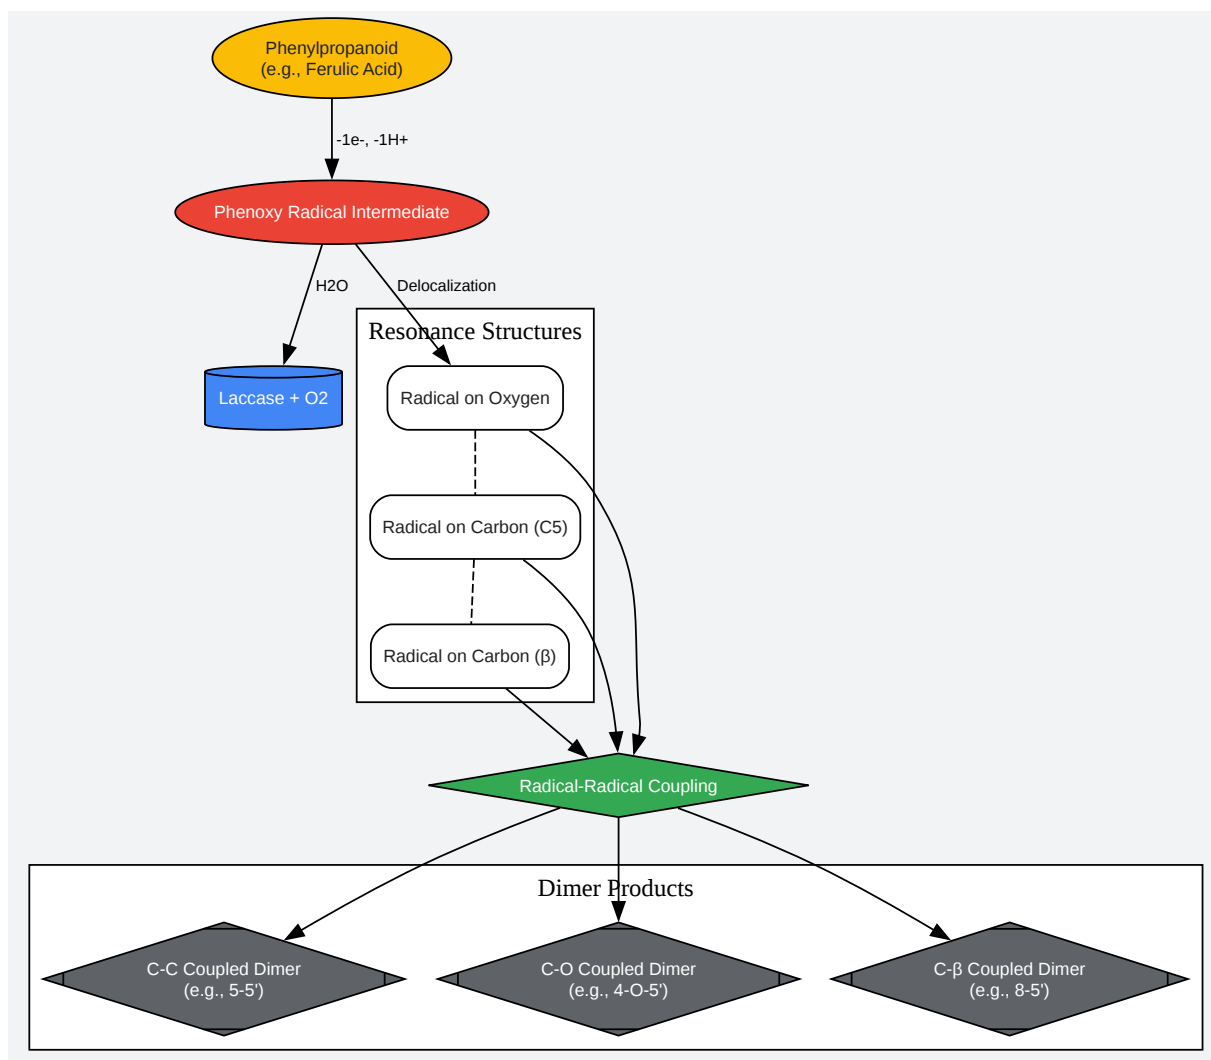 Phenylpropanoid
(e.g., Ferulic Acid)
-1e-, -1H+
Phenoxy Radical Intermediate
H2O
Delocalization
Resonance Structures
Laccase + O2
Radical on Oxygen
Radical on Carbon (C5)
Radical on Carbon (β)
Radical-Radical Coupling
Dimer Products
C-C Coupled Dimer
(e.g., 5-5')
C-O Coupled Dimer
(e.g., 4-O-5')
C-β Coupled Dimer
(e.g., 8-5')